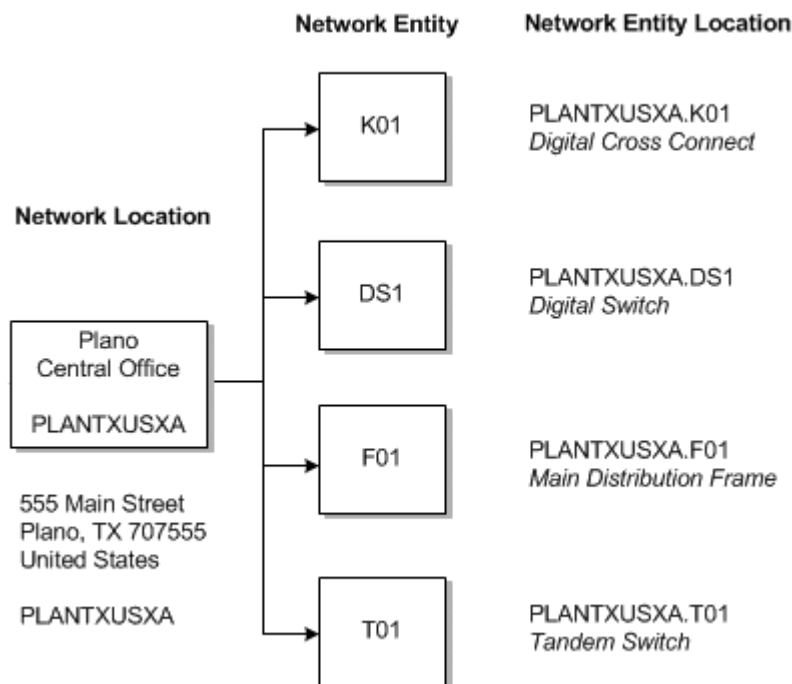 Network Entity
Network Entity Location
K01
PLANTXUSXA.K01
Digital Cross Connect
Network Location
DS1
PLANTXUSXA.DS1
Digital Switch
Plano
Central Office
PLANTXUSXA
F01
PLANTXUSXA.F01
Main Distribution Frame
555 Main Street
Plano, TX 707555
United States
PLANTXUSXA
T01
PLANTXUSXA.T01
Tandem Switch